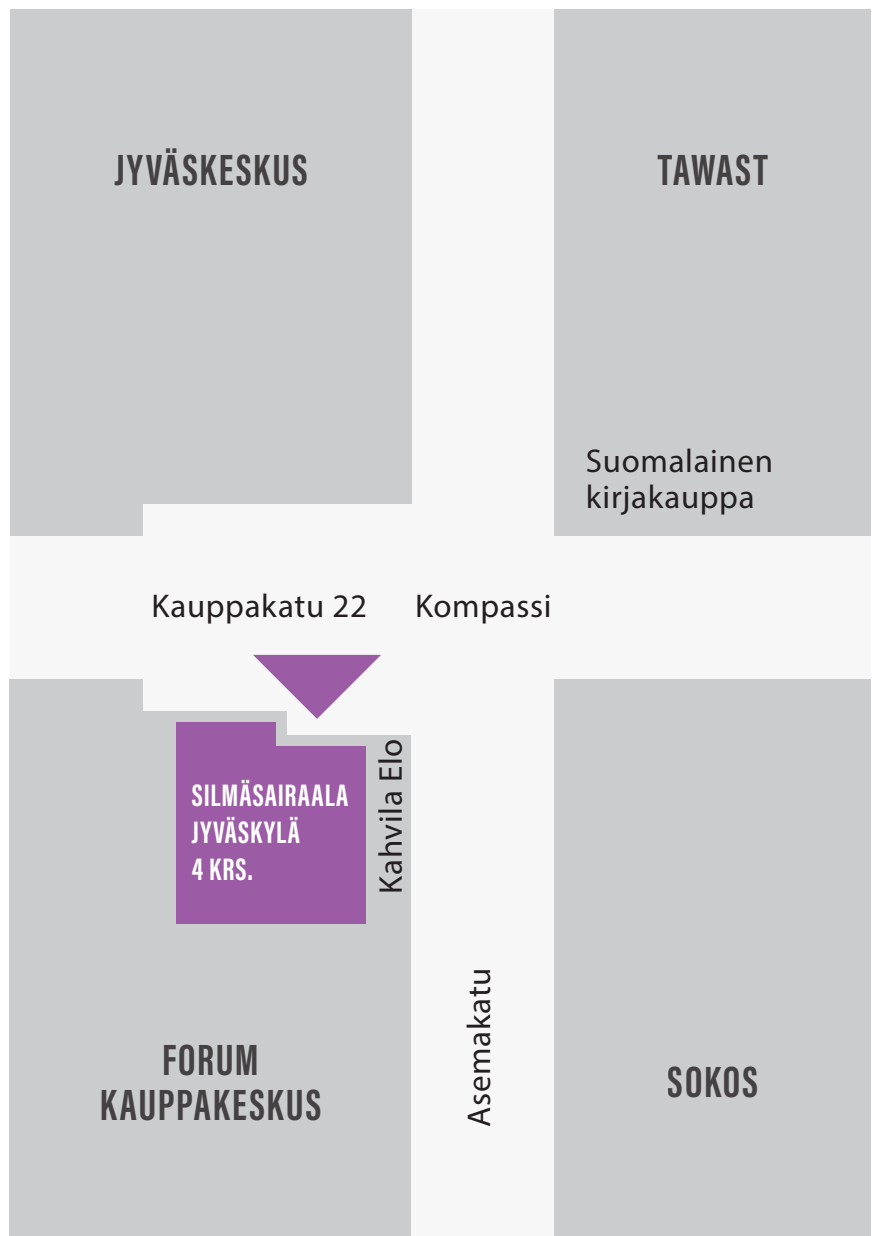 JYVÄSKESKUS
TAWAST
Suomalainen
kirjakauppa
Kauppakatu 22
Kompassi
SILMÄSAIRAALA
JYVÄSKYLÄ
4 KRS.
Kahvila Elo
Asemakatu
FORUM
KAUPPAKESKUS
SOKOS